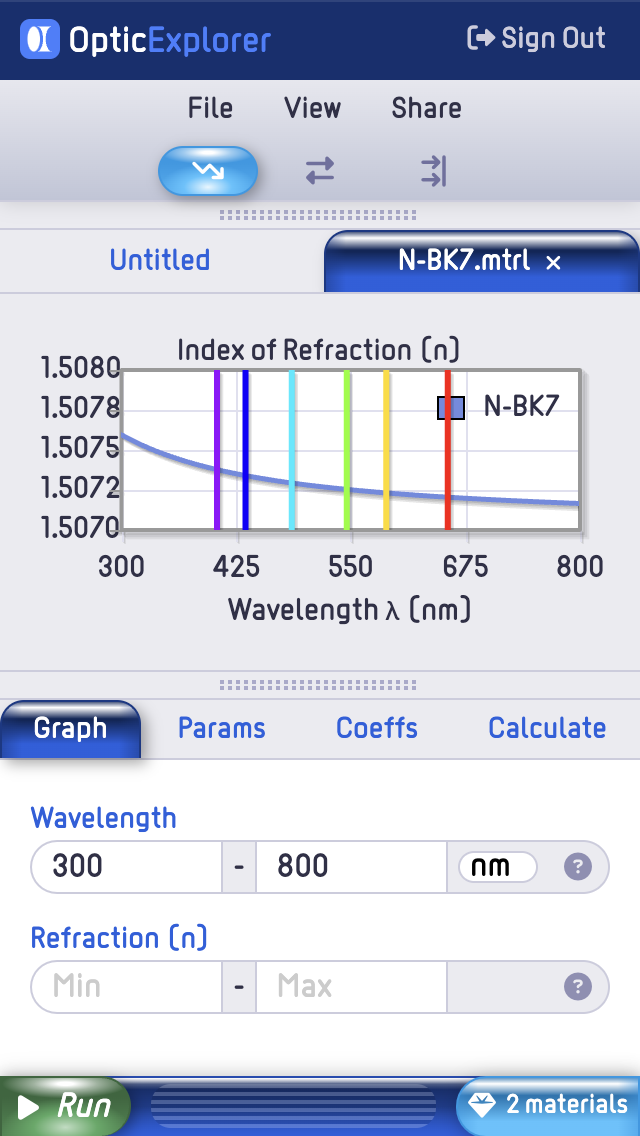 OpticExplorer
Sign Out
File View Share
Untitled N-BK7.mtrl ×
Index of Refraction (n)
1.5080
1.5078
1.5075
1.5072
1.5070
N-BK7
300 425 550 675 800
Wavelength λ (nm)
Graph Params Coeffs Calculate
Wavelength
300 - 800 nm ?
Refraction (n)
Min - Max ?
Run 2 materials